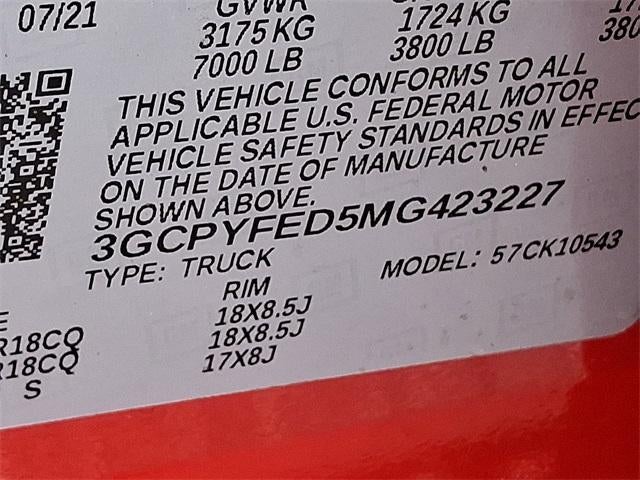 07/21
GVWR
3175 KG
1724 KG
7000 LB
3800 LB
THIS VEHICLE CONFORMS TO ALL
APPLICABLE U.S. FEDERAL MOTOR
VEHICLE SAFETY STANDARDS IN EFFEC
ON THE DATE OF MANUFACTURE
SHOWN ABOVE.
3GCPYFED5MG423227
TYPE: TRUCK
MODEL: 57CK10543
RIM
R18CQ 18X8.5J
R18CQ 18X8.5J
S 17X8J